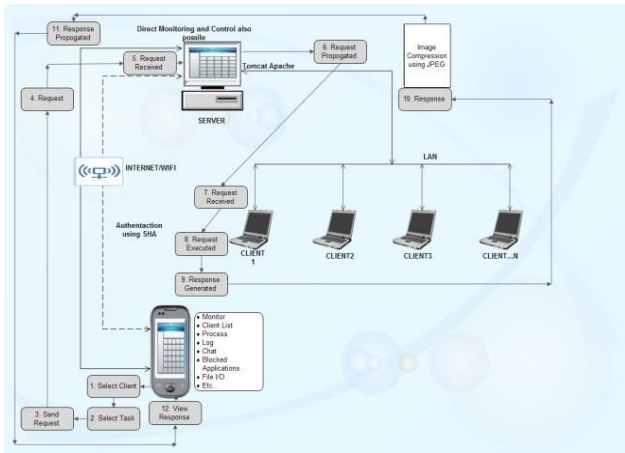 11. Response
Propogated
Direct Monitoring and Control also
possile
5. Request
Received
6. Request
Propogated
Image
Compression
using JPEG
Tomcat Apache
4. Request
10. Response
SERVER
LAN
INTERNET/WIFI
7. Request
Received
Authentaction
using SHA
8. Request
Executed
CLIENT
1
CLIENT2
CLIENT3
CLIENT...N
9. Response
Generated
• Monitor
• Client List
• Process
• Log
• Chat
• Blocked
Applications
• File I/O
• Etc..
1. Select Client
3. Send
Request
2. Select Task
12. View
Response